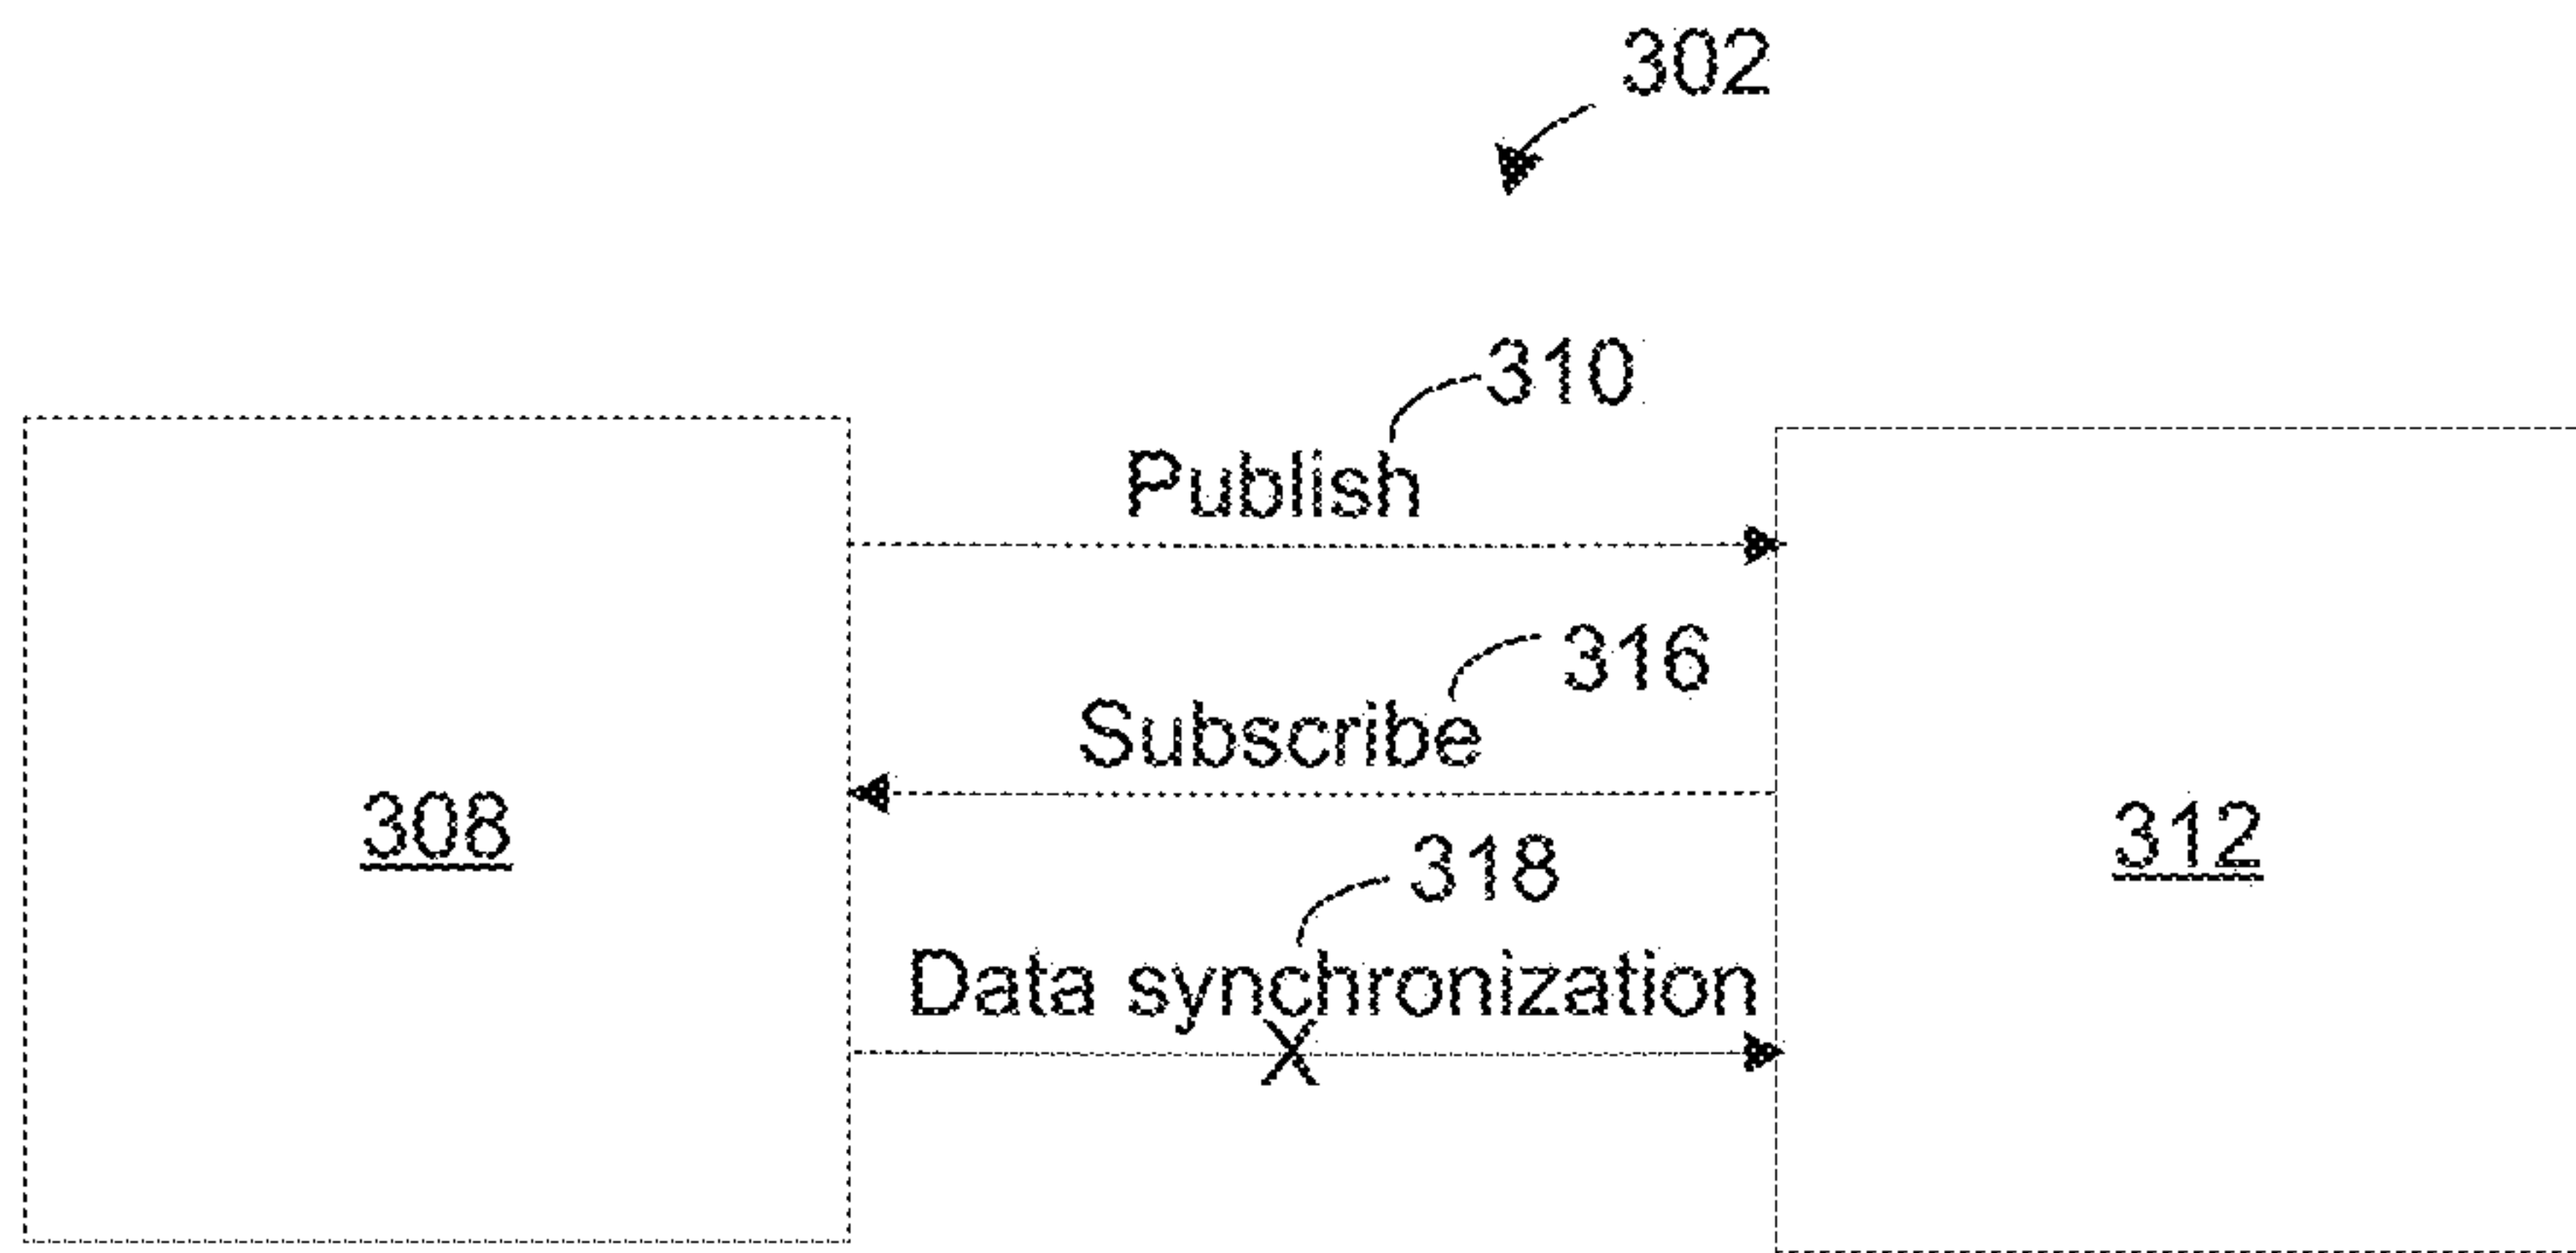 302
310
Publish
316
Subscribe
308
312
318
Data synchronization
X